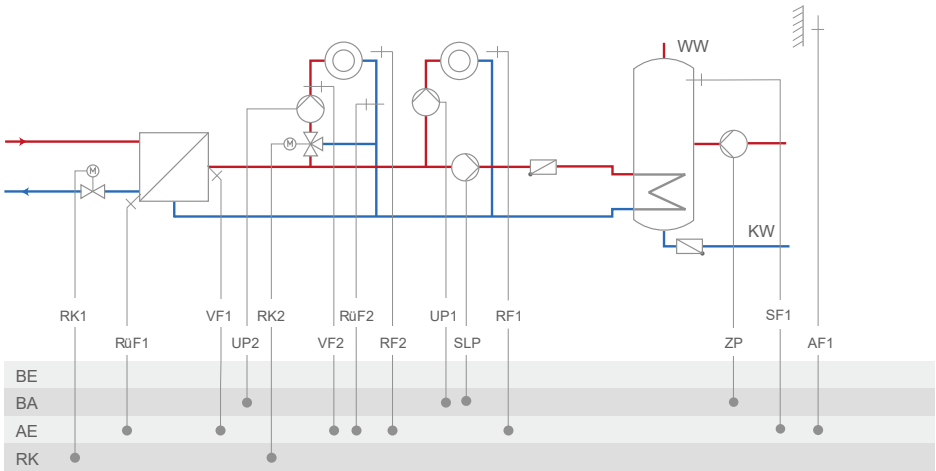 WW
M
M
KW
RK1 VF1 RK2 RüF2 UP1 RF1 SF1
RüF1 UP2 VF2 RF2 SLP ZP AF1
BE
BA
AE
RK